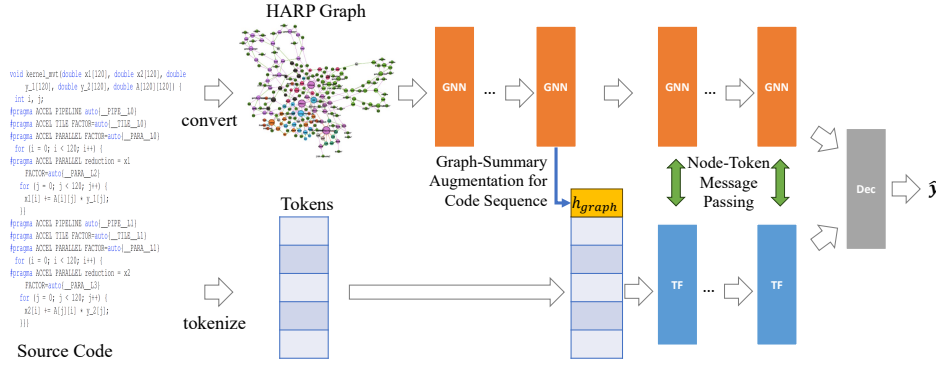 HARP Graph
void kernel_mvt(double x1[120], double x2[120], double
y_1[120], double y_2[120], double A[120][120]) {
int i, j;
#pragma ACCEL PIPELINE auto{__PIPE__L0}
#pragma ACCEL TILE FACTOR=auto{__TILE__L0}
#pragma ACCEL PARALLEL FACTOR=auto{__PARA__L0}
for (i = 0; i < 120; i++) {
#pragma ACCEL PARALLEL reduction = x1
FACTOR=auto{__PARA__L2}
for (j = 0; j < 120; j++) {
x1[i] += A[i][j] * y_1[j];
}}
#pragma ACCEL PIPELINE auto{__PIPE__L1}
#pragma ACCEL TILE FACTOR=auto{__TILE__L1}
#pragma ACCEL PARALLEL FACTOR=auto{__PARA__L1}
for (i = 0; i < 120; i++) {
#pragma ACCEL PARALLEL reduction = x2
FACTOR=auto{__PARA__L3}
for (j = 0; j < 120; j++) {
x2[i] += A[j][i] * y_2[j];
}}}
Source Code
convert
tokenize
Tokens
GNN
...
GNN
GNN
...
GNN
Graph-Summary
Augmentation for
Code Sequence
h_graph
Node-Token
Message
Passing
TF
...
TF
Dec
ŷ